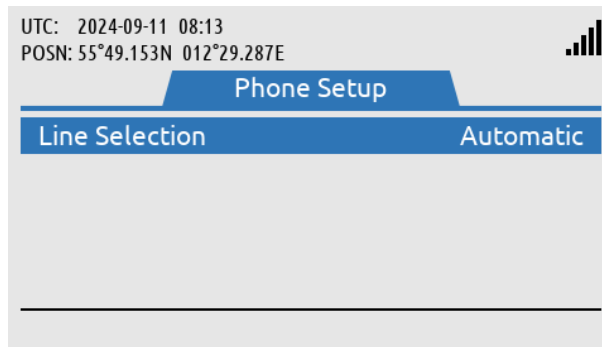 UTC: 2024-09-11 08:13
POSN: 55°49.153N 012°29.287E
Phone Setup
Line Selection Automatic